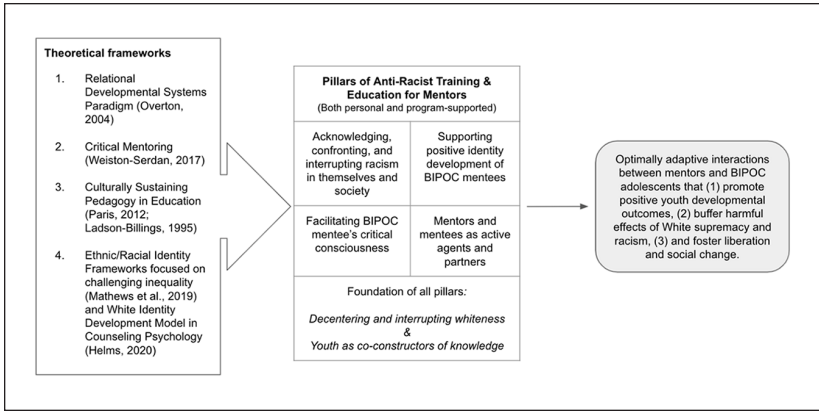 Theoretical frameworks
1. Relational
Developmental Systems
Paradigm (Overton,
2004)
2. Critical Mentoring
(Weiston-Serdan, 2017)
3. Culturally Sustaining
Pedagogy in Education
(Paris, 2012;
Ladson-Billings, 1995)
4. Ethnic/Racial Identity
Frameworks focused on
challenging inequality
(Mathews et al., 2019)
and White Identity
Development Model in
Counseling Psychology
(Helms, 2020)
Pillars of Anti-Racist Training &
Education for Mentors
(Both personal and program-supported)
Acknowledging,
confronting, and
interrupting racism
in themselves and
society
Supporting
positive identity
development of
BIPOC mentees
Facilitating BIPOC
mentee's critical
consciousness
Mentors and
mentees as active
agents and
partners
Foundation of all pillars:
Decentering and interrupting whiteness
&
Youth as co-constructors of knowledge
Optimally adaptive interactions
between mentors and BIPOC
adolescents that (1) promote
positive youth developmental
outcomes, (2) buffer harmful
effects of White supremacy and
racism, (3) and foster liberation
and social change.